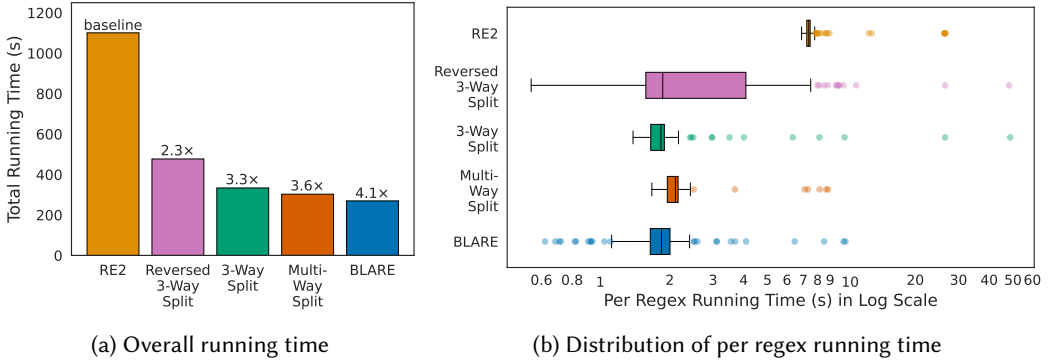 1200
1000
800
600
400
200
0
Total Running Time (s)
baseline
2.3×
3.3×
3.6×
4.1×
RE2
Reversed
3-Way
Split
3-Way
Split
Multi-
Way
Split
BLARE
(a) Overall running time
RE2
Reversed
3-Way
Split
3-Way
Split
Multi-
Way
Split
BLARE
0.6 0.8 1 2 3 4 5 6 7 8 9 10 20 30 40 50 60
Per Regex Running Time (s) in Log Scale
(b) Distribution of per regex running time